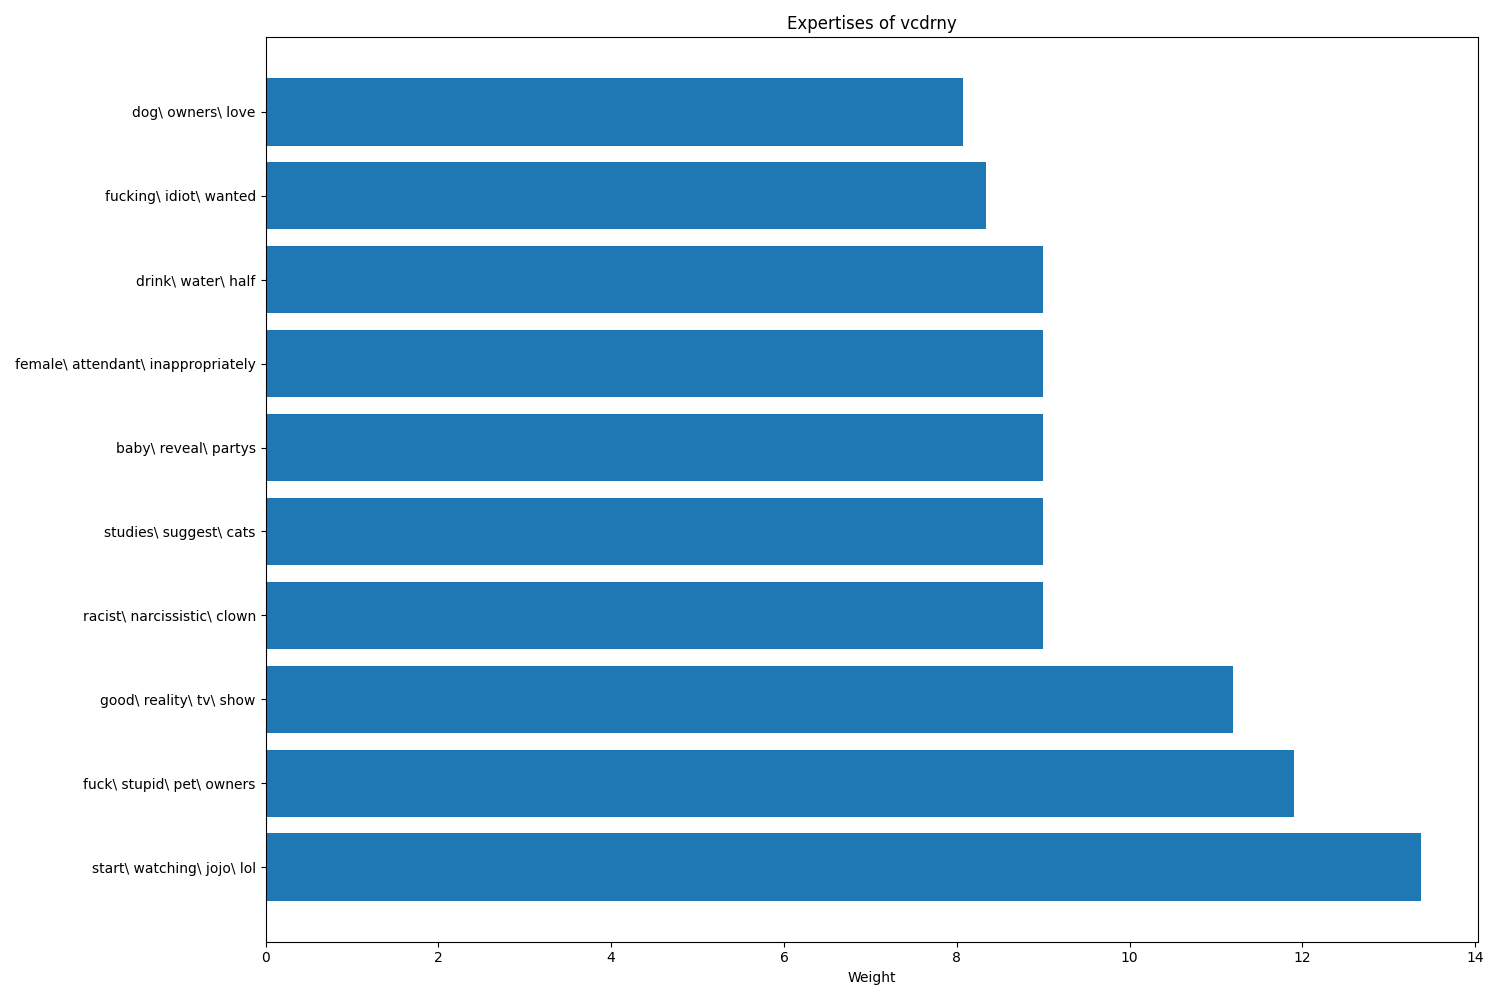 Expertises of vcdrny
dog\ owners\ love
fucking\ idiot\ wanted
drink\ water\ half
female\ attendant\ inappropriately
baby\ reveal\ partys
studies\ suggest\ cats
racist\ narcissistic\ clown
good\ reality\ tv\ show
fuck\ stupid\ pet\ owners
start\ watching\ jojo\ lol
0 2 4 6 8 10 12 14
Weight